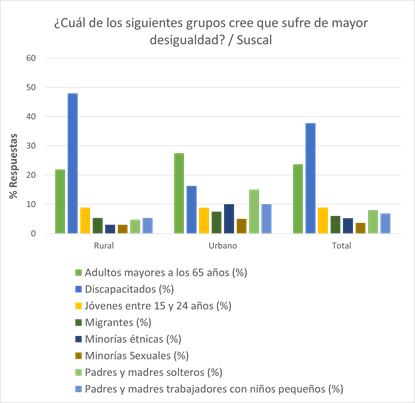 ¿Cuál de los siguientes grupos cree que sufre de mayor
desigualdad? / Suscal
60
50
40
30
20
10
0
% Respuestas
Rural
Urbano
Total
Adultos mayores a los 65 años (%)
Discapacitados (%)
Jóvenes entre 15 y 24 años (%)
Migrantes (%)
Minorías étnicas (%)
Minorías Sexuales (%)
Padres y madres solteros (%)
Padres y madres trabajadores con niños pequeños (%)